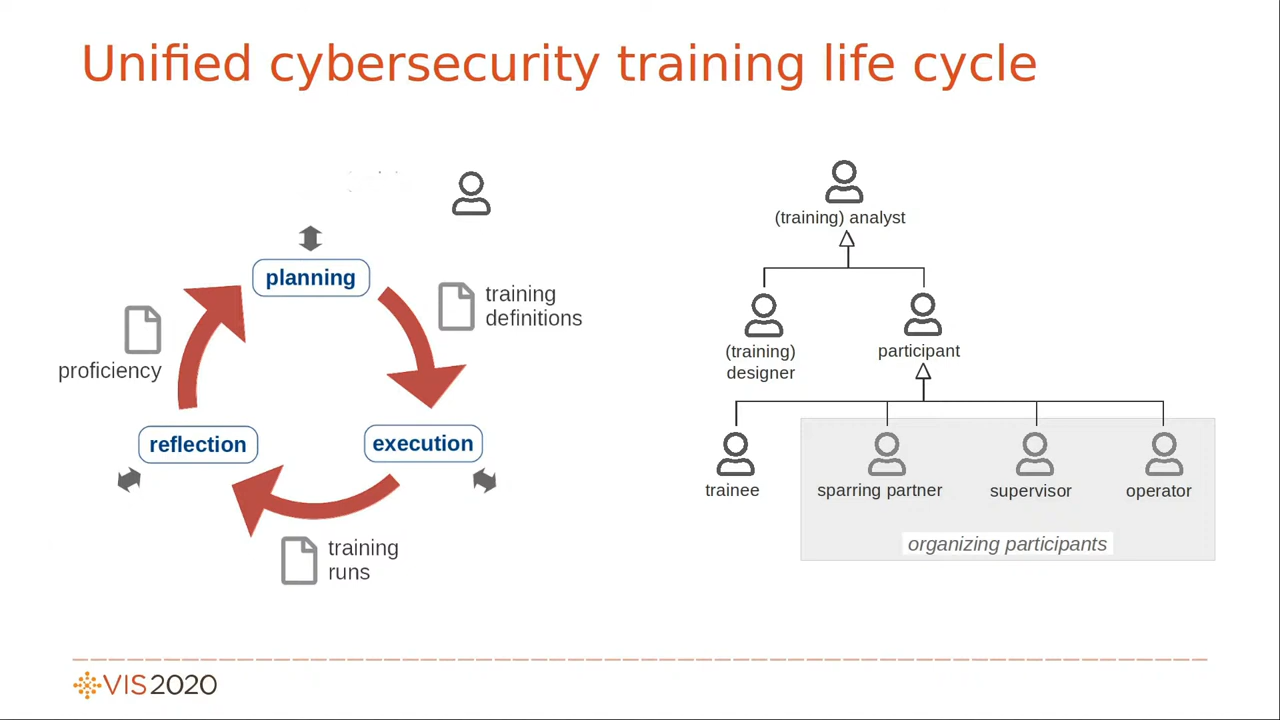 Unified cybersecurity training life cycle
planning
training
definitions
proficiency
reflection
execution
training
runs
(training) analyst
(training)
designer
participant
trainee
sparring partner
supervisor
operator
organizing participants
VIS2020